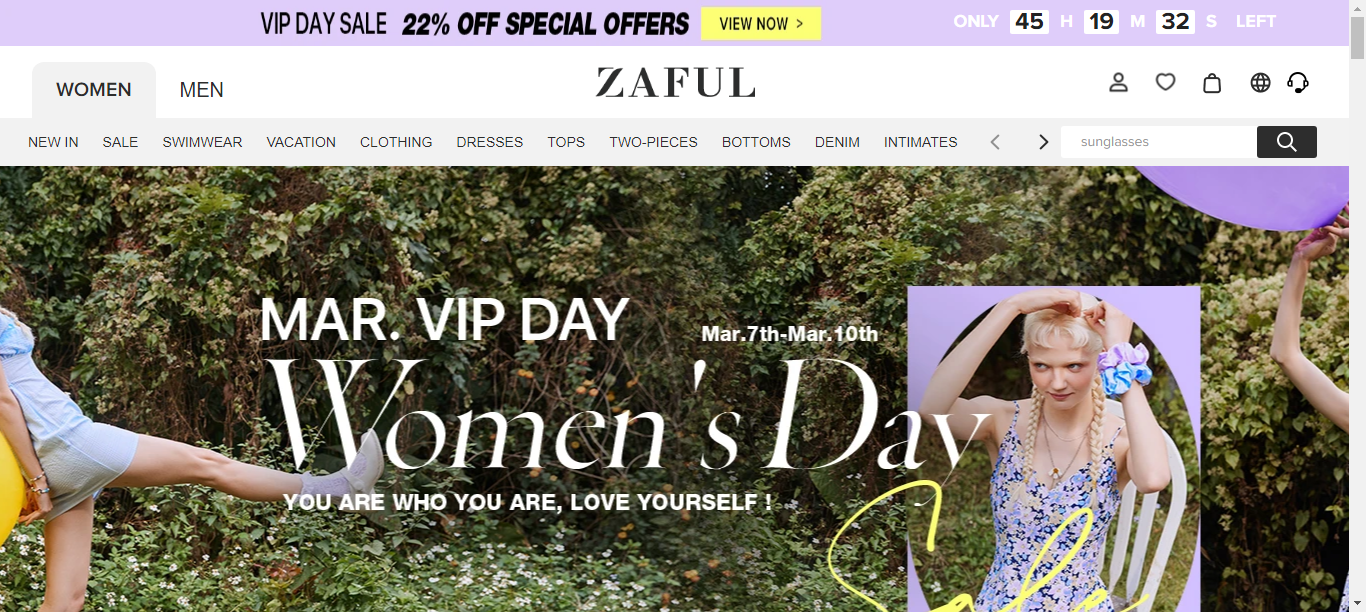 VIP DAY SALE 22% OFF SPECIAL OFFERS VIEW NOW > ONLY 45 H 19 M 32 S LEFT
WOMEN MEN ZAFUL
NEW IN SALE SWIMWEAR VACATION CLOTHING DRESSES TOPS TWO-PIECES BOTTOMS DENIM INTIMATES sunglasses
MAR. VIP DAY Mar.7th-Mar.10th
Women's Day
YOU ARE WHO YOU ARE, LOVE YOURSELF !
Sale